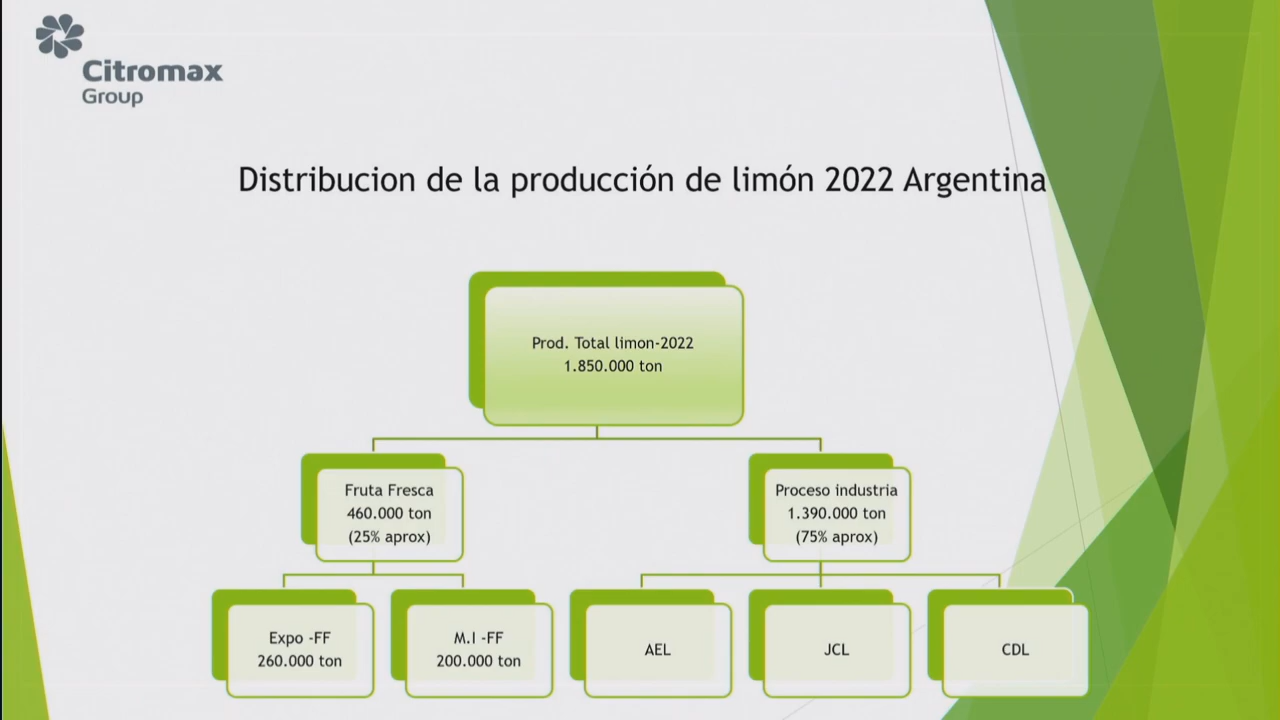 Citromax
Group
Distribucion de la producción de limón 2022 Argentina
Prod. Total limon-2022
1.850.000 ton
Fruta Fresca
460.000 ton
(25% aprox)
Proceso industria
1.390.000 ton
(75% aprox)
Expo -FF
260.000 ton
M.I -FF
200.000 ton
AEL
JCL
CDL